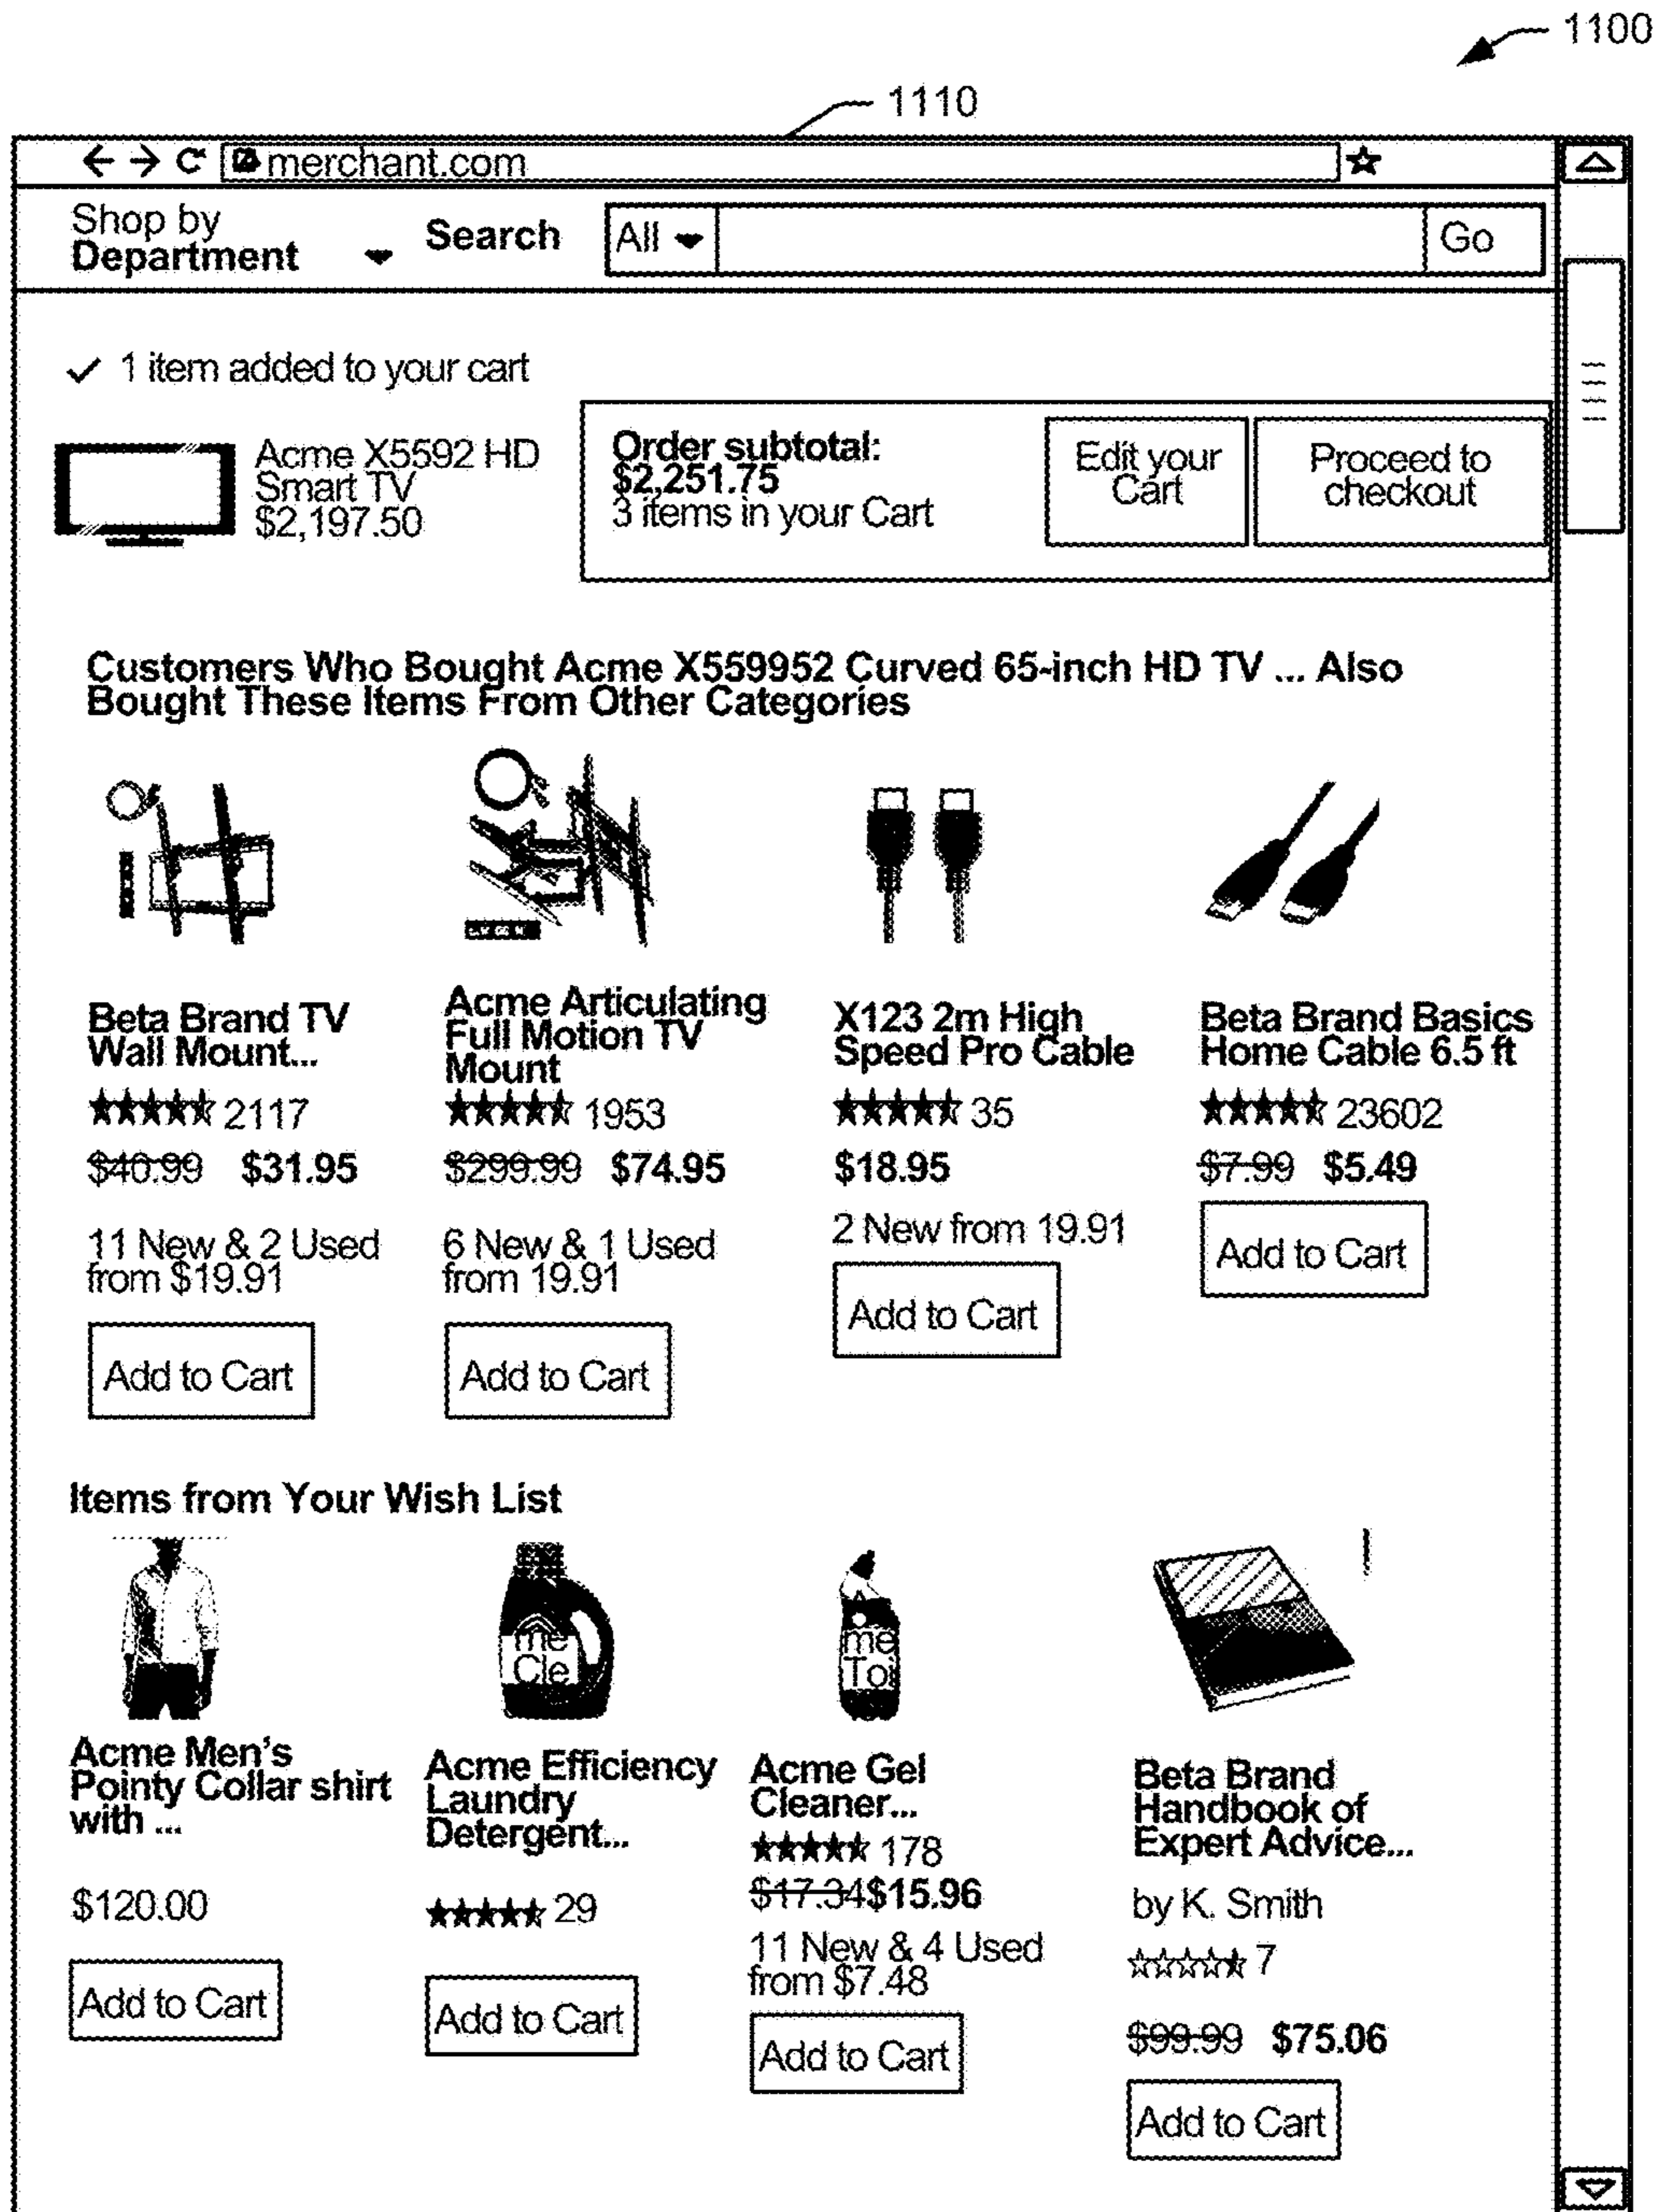 1100
1110
merchant.com
Shop by
Department
Search
All
Go
1 item added to your cart
Acme X5592 HD
Smart TV
$2,197.50
Order subtotal:
$2,251.75
3 items in your Cart
Edit your
Cart
Proceed to
checkout
Customers Who Bought Acme X559952 Curved 65-inch HD TV ... Also
Bought These Items From Other Categories
Beta Brand TV
Wall Mount...
2117
$40.99 $31.95
11 New & 2 Used
from $19.91
Add to Cart
Acme Articulating
Full Motion TV
Mount
1953
$299.99 $74.95
6 New & 1 Used
from 19.91
Add to Cart
X123 2m High
Speed Pro Cable
35
$18.95
2 New from 19.91
Add to Cart
Beta Brand Basics
Home Cable 6.5 ft
23602
$7.99 $5.49
Add to Cart
Items from Your Wish List
Acme Men's
Pointy Collar shirt
with ...
$120.00
Add to Cart
me
Cle
Acme Efficiency
Laundry
Detergent...
29
Add to Cart
me
Toi
Acme Gel
Cleaner...
178
$17.34$15.96
11 New & 4 Used
from $7.48
Add to Cart
Beta Brand
Handbook of
Expert Advice...
by K. Smith
7
$99.99 $75.06
Add to Cart